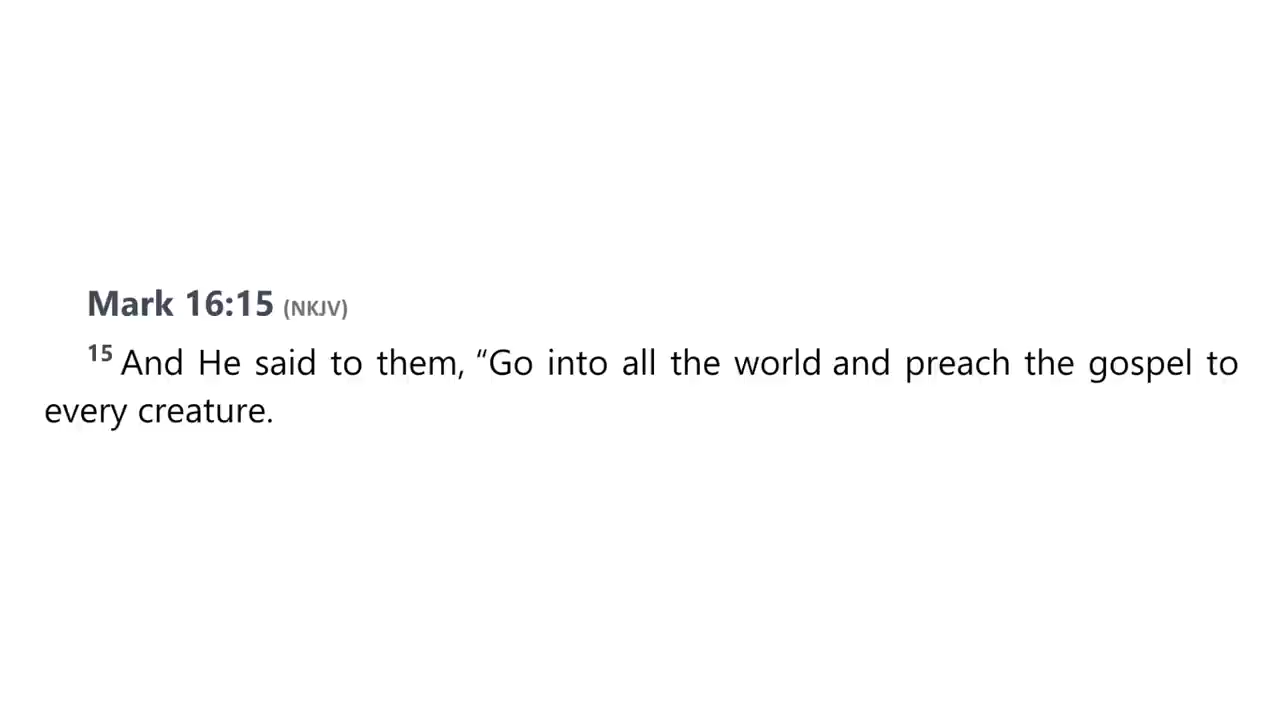 Mark 16:15 (NKJV)
15 And He said to them, “Go into all the world and preach the gospel to
every creature.